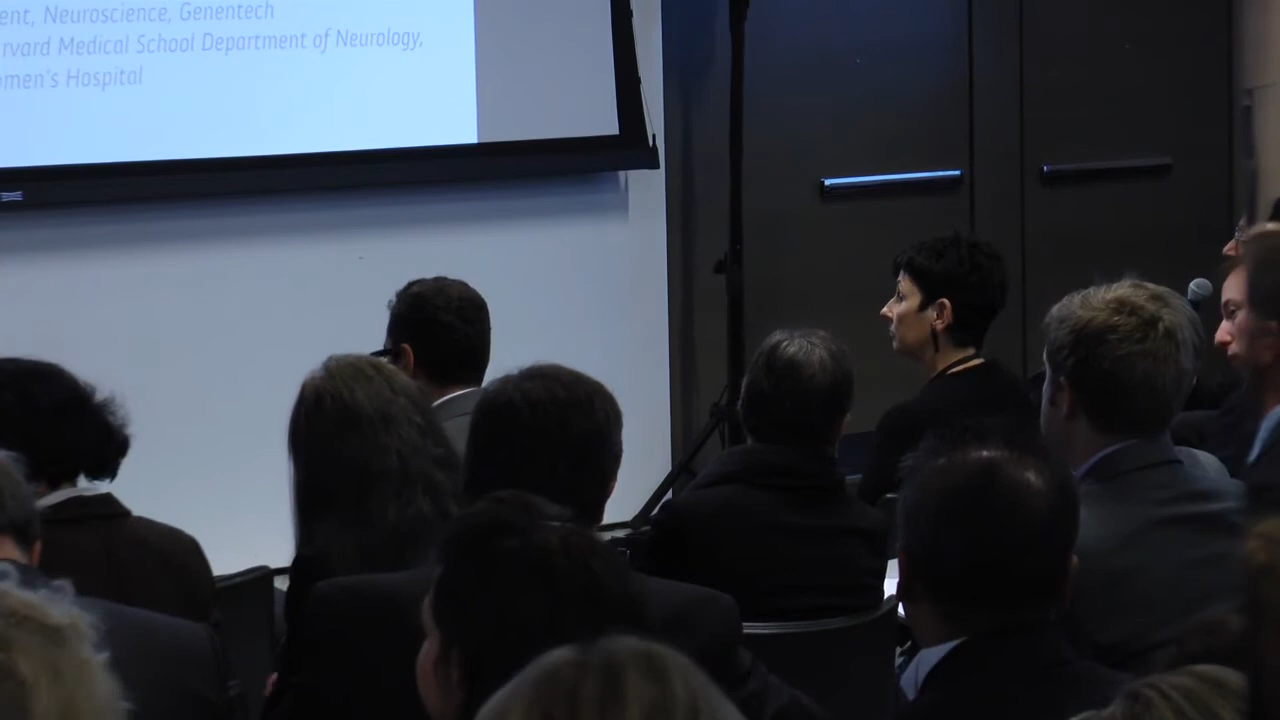 ent, Neuroscience, Genentech
rvard Medical School Department of Neurology,
omen's Hospital